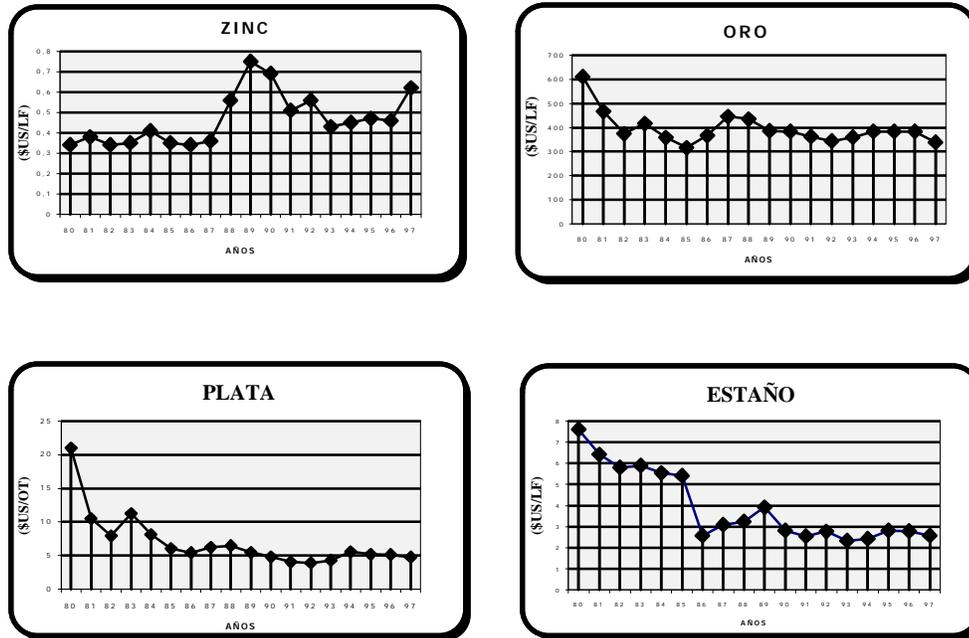 ZINC
($US/LF)
0,8
0,7
0,6
0,5
0,4
0,3
0,2
0,1
0
80 81 82 83 84 85 86 87 88 89 90 91 92 93 94 95 96 97
AÑOS
ORO
($US/LF)
700
600
500
400
300
200
100
0
80 81 82 83 84 85 86 87 88 89 90 91 92 93 94 95 96 97
AÑOS
PLATA
($US/OT)
25
20
15
10
5
0
80 81 82 83 84 85 86 87 88 89 90 91 92 93 94 95 96 97
AÑOS
ESTAÑO
($US/LF)
8
7
6
5
4
3
2
1
0
80 81 82 83 84 85 86 87 88 89 90 91 92 93 94 95 96 97
AÑOS